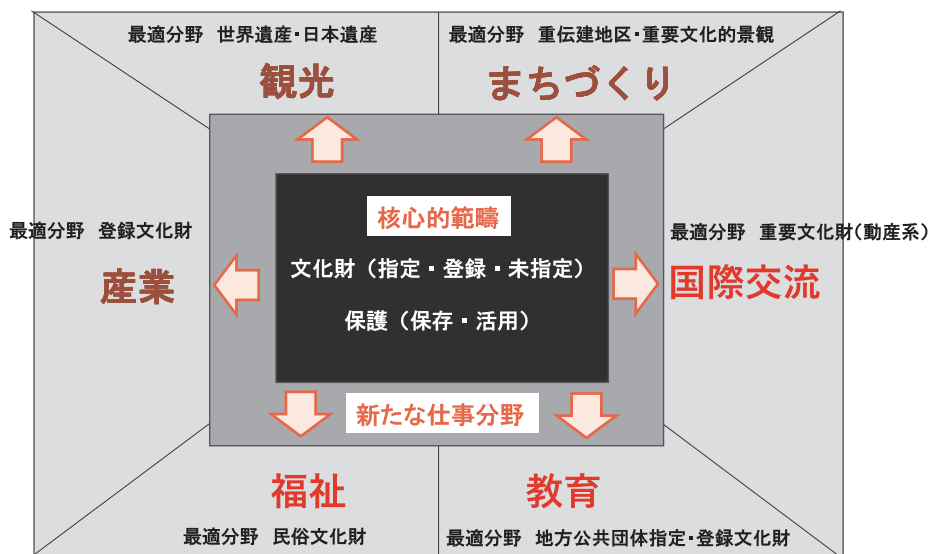 最適分野 世界遺産・日本遺産
観光
最適分野 重伝建地区・重要文化的景観
まちづくり
最適分野 登録文化財
産業
核心的範疇
文化財（指定・登録・未指定）
保護（保存・活用）
最適分野 重要文化財(動産系)
国際交流
新たな仕事分野
福祉
最適分野 民俗文化財
教育
最適分野 地方公共団体指定・登録文化財